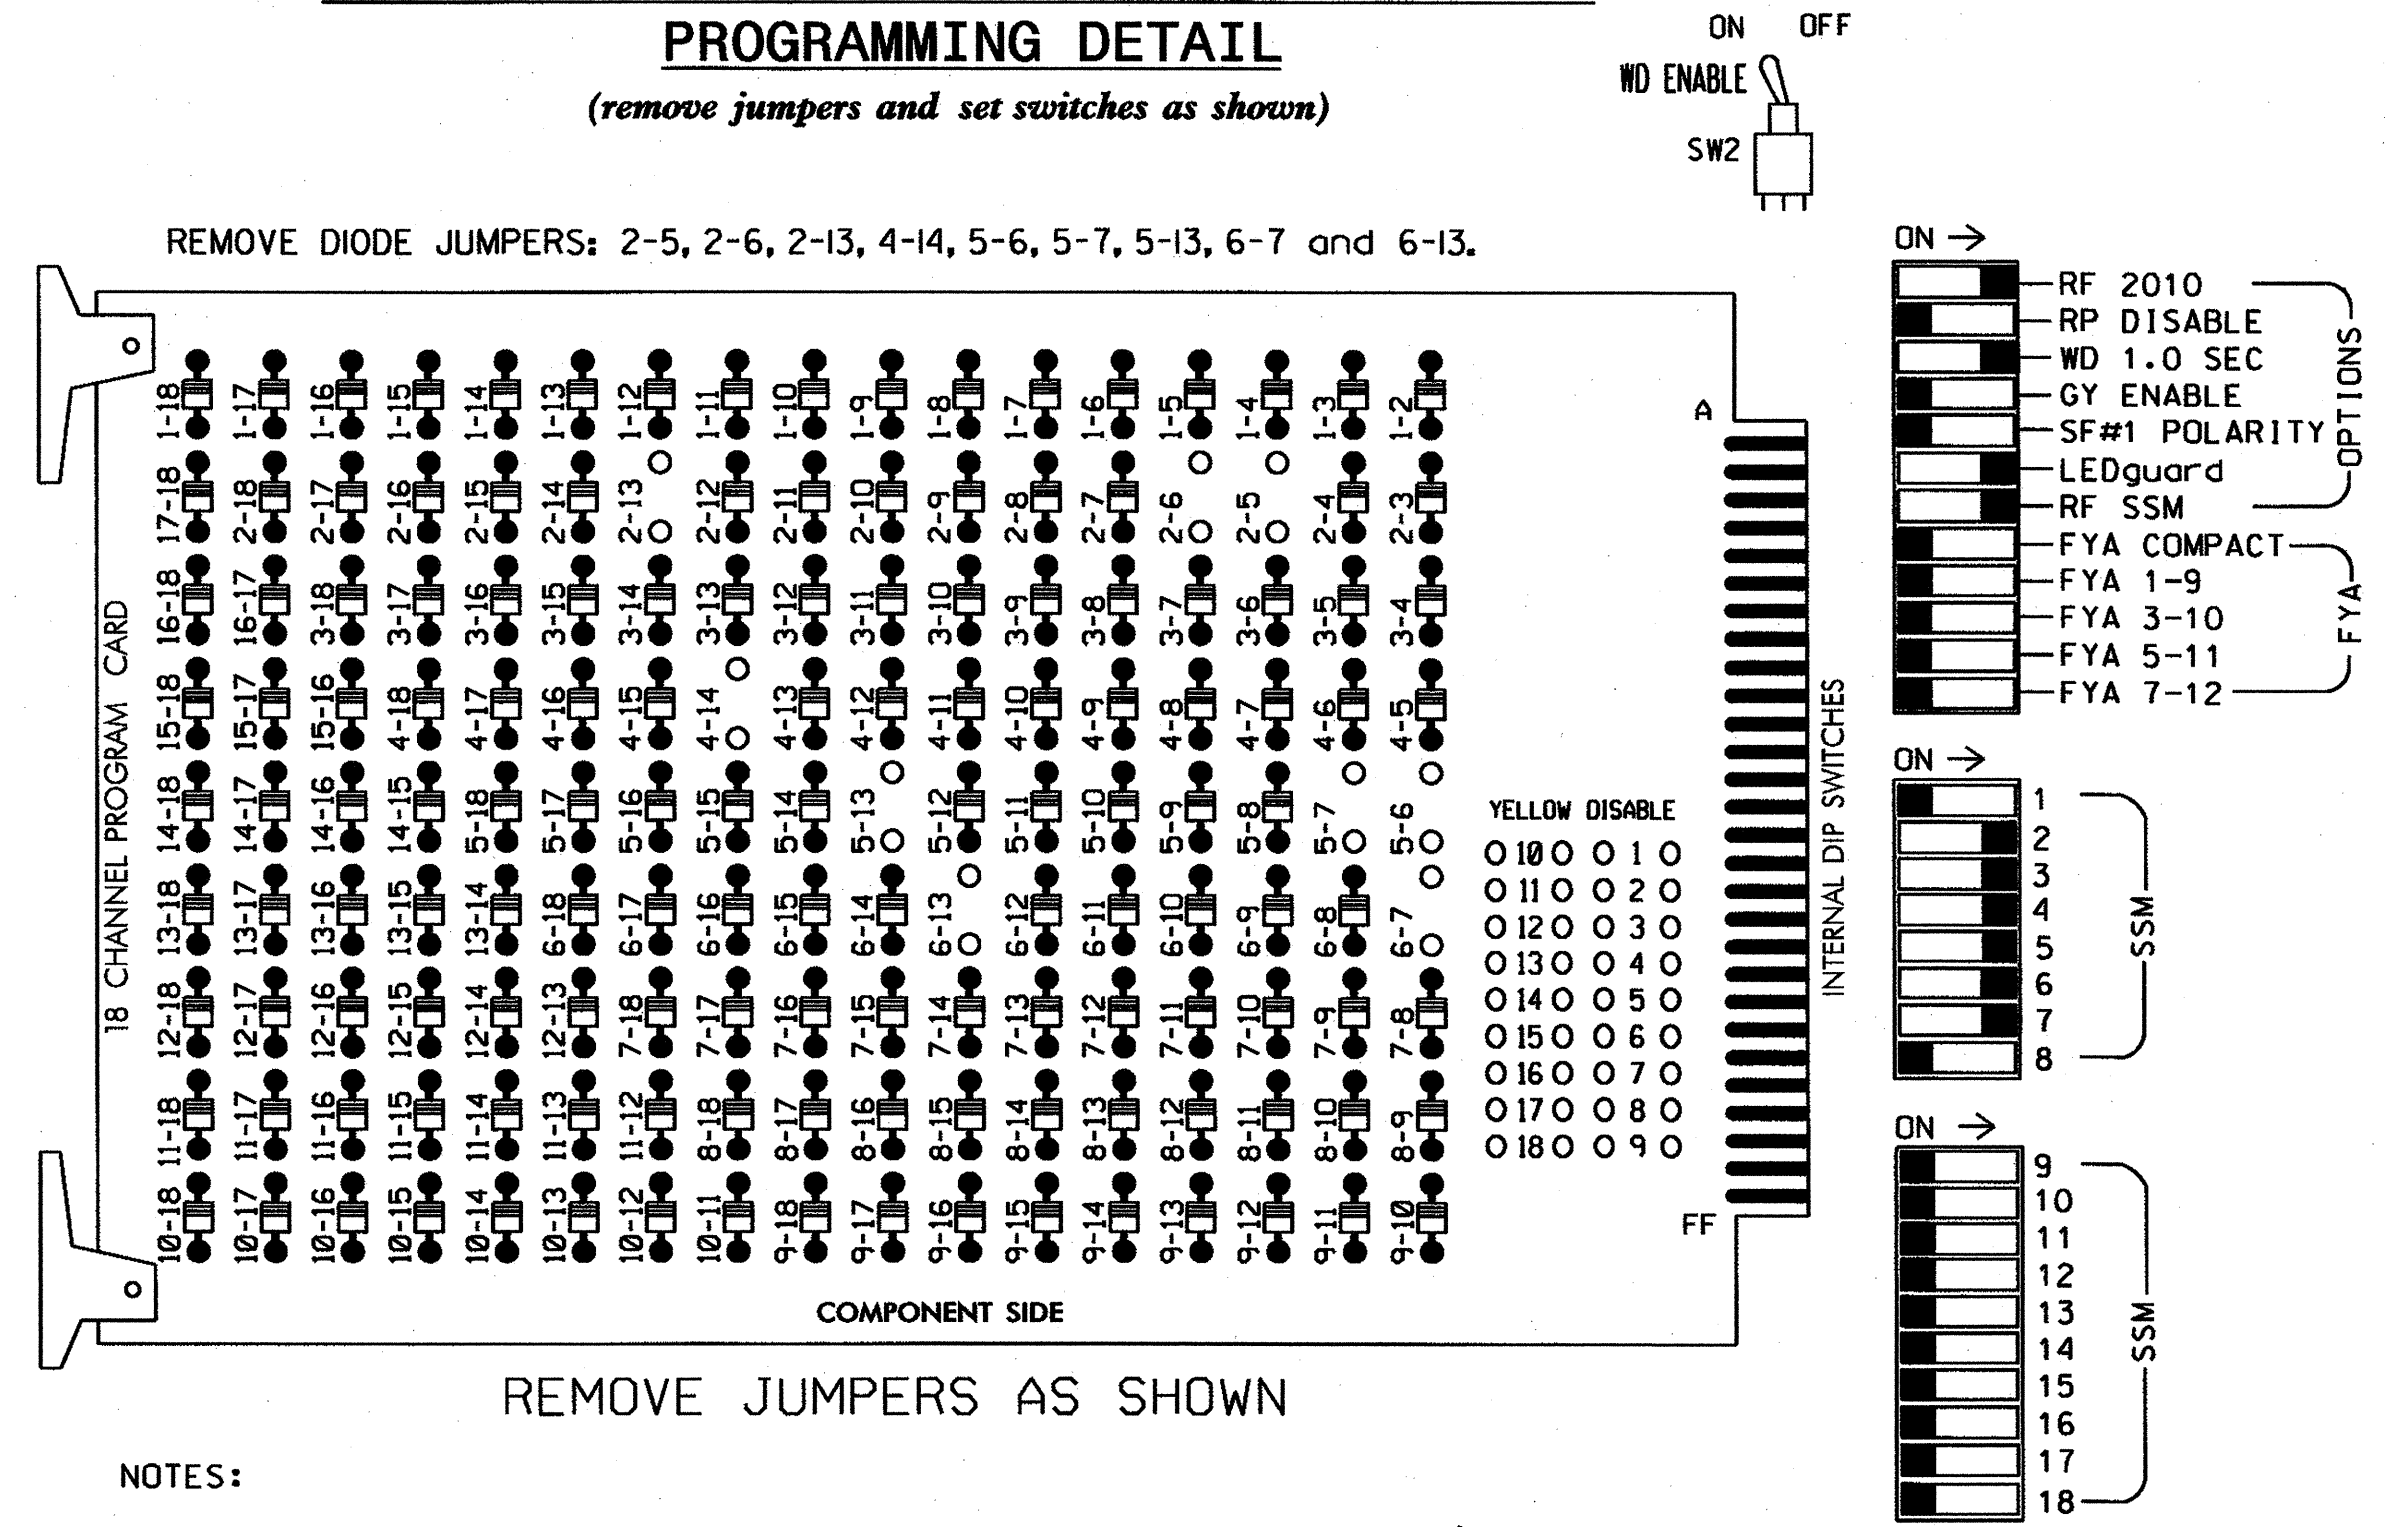 PROGRAMMING DETAIL
(remove jumpers and set switches as shown)
ON OFF
WD ENABLE
SW2
REMOVE DIODE JUMPERS: 2-5, 2-6, 2-13, 4-14, 5-6, 5-7, 5-13, 6-7 and 6-13.
18 CHANNEL PROGRAM CARD
1-18 1-17 1-16 1-15 1-14 1-13 1-12 1-11 1-10 1-9 1-8 1-7 1-6 1-5 1-4 1-3 1-2
17-18 2-18 2-17 2-16 2-15 2-14 2-13 2-12 2-11 2-10 2-9 2-8 2-7 2-6 2-5 2-4 2-3
16-18 16-17 3-18 3-17 3-16 3-15 3-14 3-13 3-12 3-11 3-10 3-9 3-8 3-7 3-6 3-5 3-4
15-18 15-17 15-16 4-18 4-17 4-16 4-15 4-14 4-13 4-12 4-11 4-10 4-9 4-8 4-7 4-6 4-5
14-18 14-17 14-16 14-15 5-18 5-17 5-16 5-15 5-14 5-13 5-12 5-11 5-10 5-9 5-8 5-7 5-6
13-18 13-17 13-16 13-15 13-14 6-18 6-17 6-16 6-15 6-14 6-13 6-12 6-11 6-10 6-9 6-8 6-7
12-18 12-17 12-16 12-15 12-14 12-13 7-18 7-17 7-16 7-15 7-14 7-13 7-12 7-11 7-10 7-9 7-8
11-18 11-17 11-16 11-15 11-14 11-13 11-12 8-18 8-17 8-16 8-15 8-14 8-13 8-12 8-11 8-10 8-9
10-18 10-17 10-16 10-15 10-14 10-13 10-12 10-11 9-18 9-17 9-16 9-15 9-14 9-13 9-12 9-11 9-10
A
YELLOW DISABLE
10 1
11 2
12 3
13 4
14 5
15 6
16 7
17 8
18 9
FF
COMPONENT SIDE
INTERNAL DIP SWITCHES
ON
RF 2010
RP DISABLE
WD 1.0 SEC
GY ENABLE
SF#1 POLARITY
LEDguard
RF SSM
OPTIONS
FYA COMPACT
FYA 1-9
FYA 3-10
FYA 5-11
FYA 7-12
FYA
ON
1
2
3
4
5
6
7
8
SSM
ON
9
10
11
12
13
14
15
16
17
18
SSM
REMOVE JUMPERS AS SHOWN
NOTES: